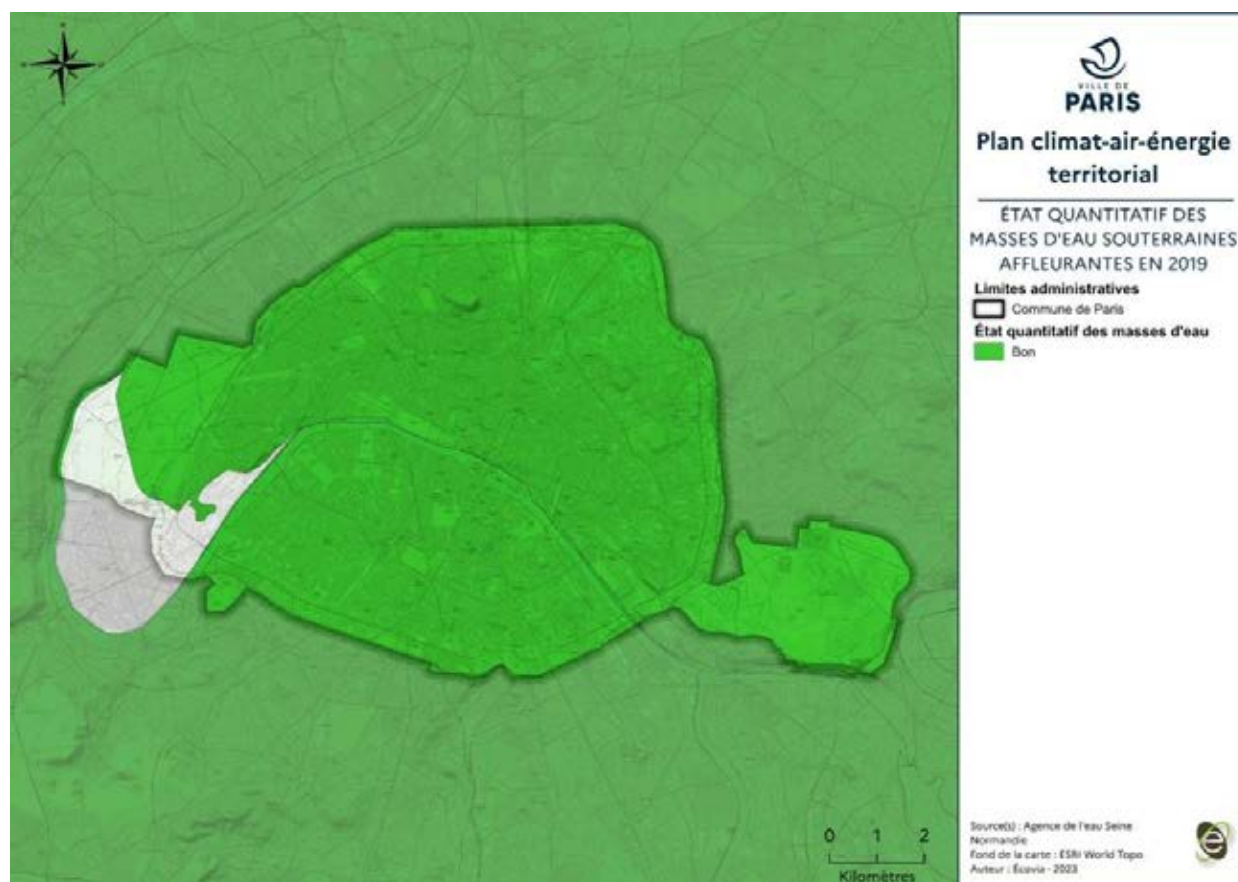 VILLE DE
PARIS
Plan climat-air-énergie
territorial
ÉTAT QUANTITATIF DES
MASSES D'EAU SOUTERRAINES
AFFLEURANTES EN 2019
Limites administratives
Commune de Paris
État quantitatif des masses d'eau
Bon
0 1 2
Kilomètres
Source(s) : Agence de l'eau Seine
Normandie
Fond de la carte : ESRI World Topo
Auteur : Écovia - 2023